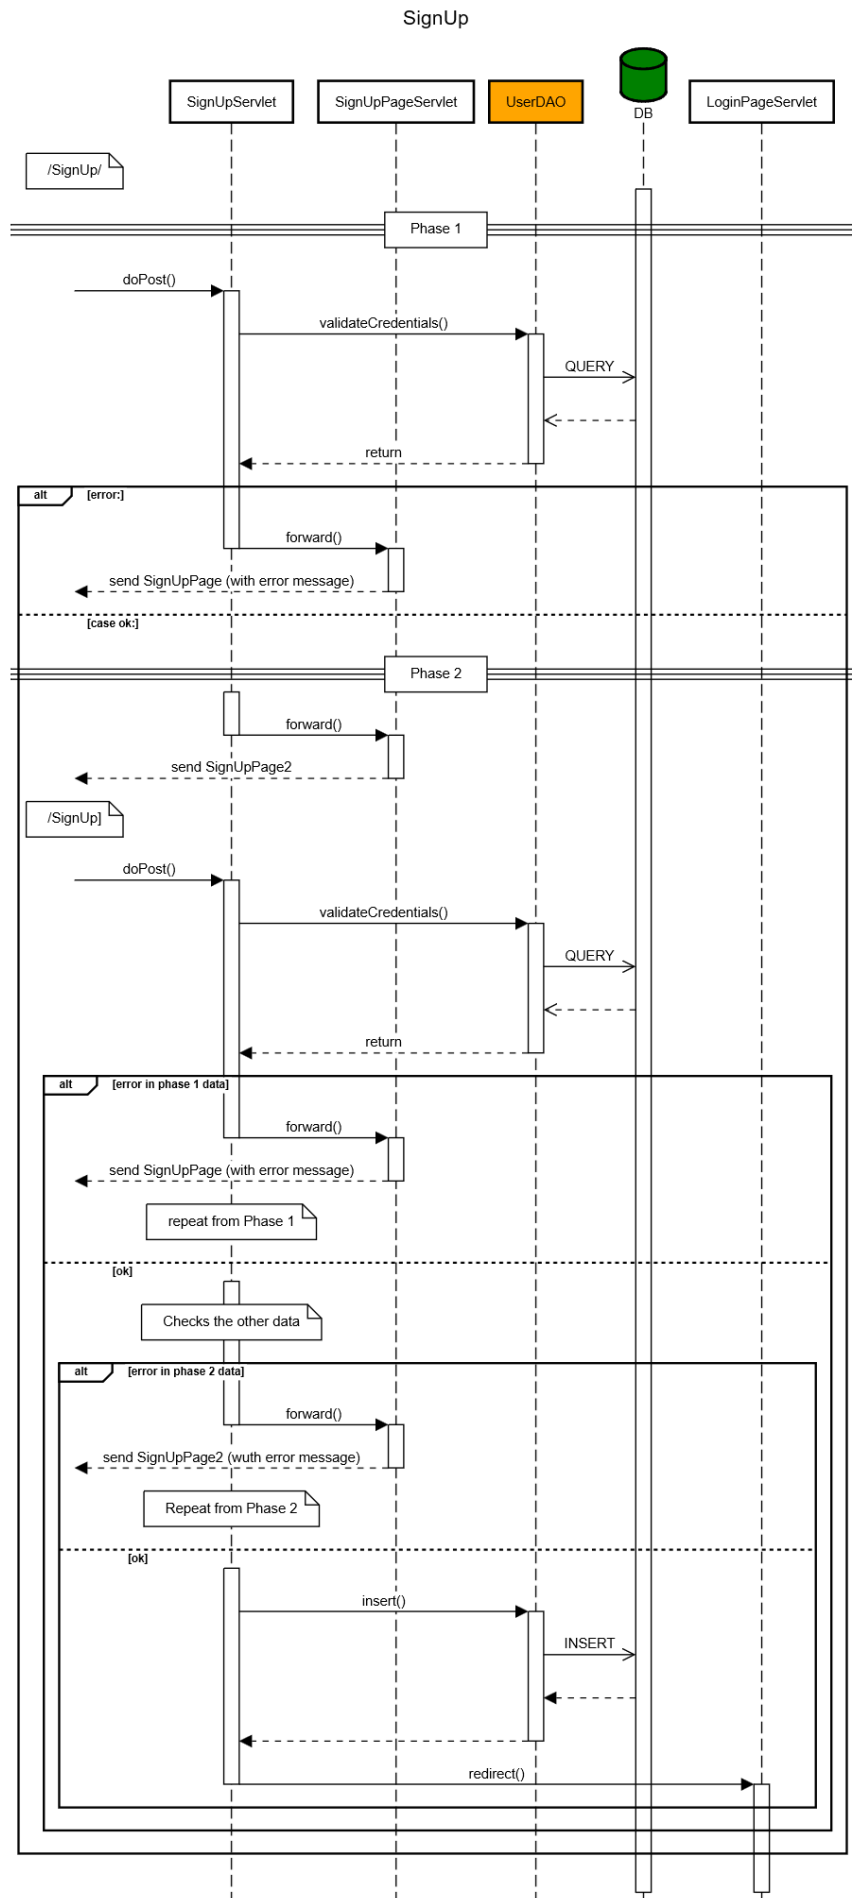 SignUp
SignUpServlet
SignUpPageServlet
UserDAO
DB
LoginPageServlet
/SignUp/
Phase 1
doPost()
validateCredentials()
QUERY
return
alt
[error:]
forward()
send SignUpPage (with error message)
[case ok:]
Phase 2
forward()
send SignUpPage2
/SignUp]
doPost()
validateCredentials()
QUERY
return
alt
[error in phase 1 data]
forward()
send SignUpPage (with error message)
repeat from Phase 1
[ok]
Checks the other data
alt
[error in phase 2 data]
forward()
send SignUpPage2 (wuth error message)
Repeat from Phase 2
[ok]
insert()
INSERT
redirect()